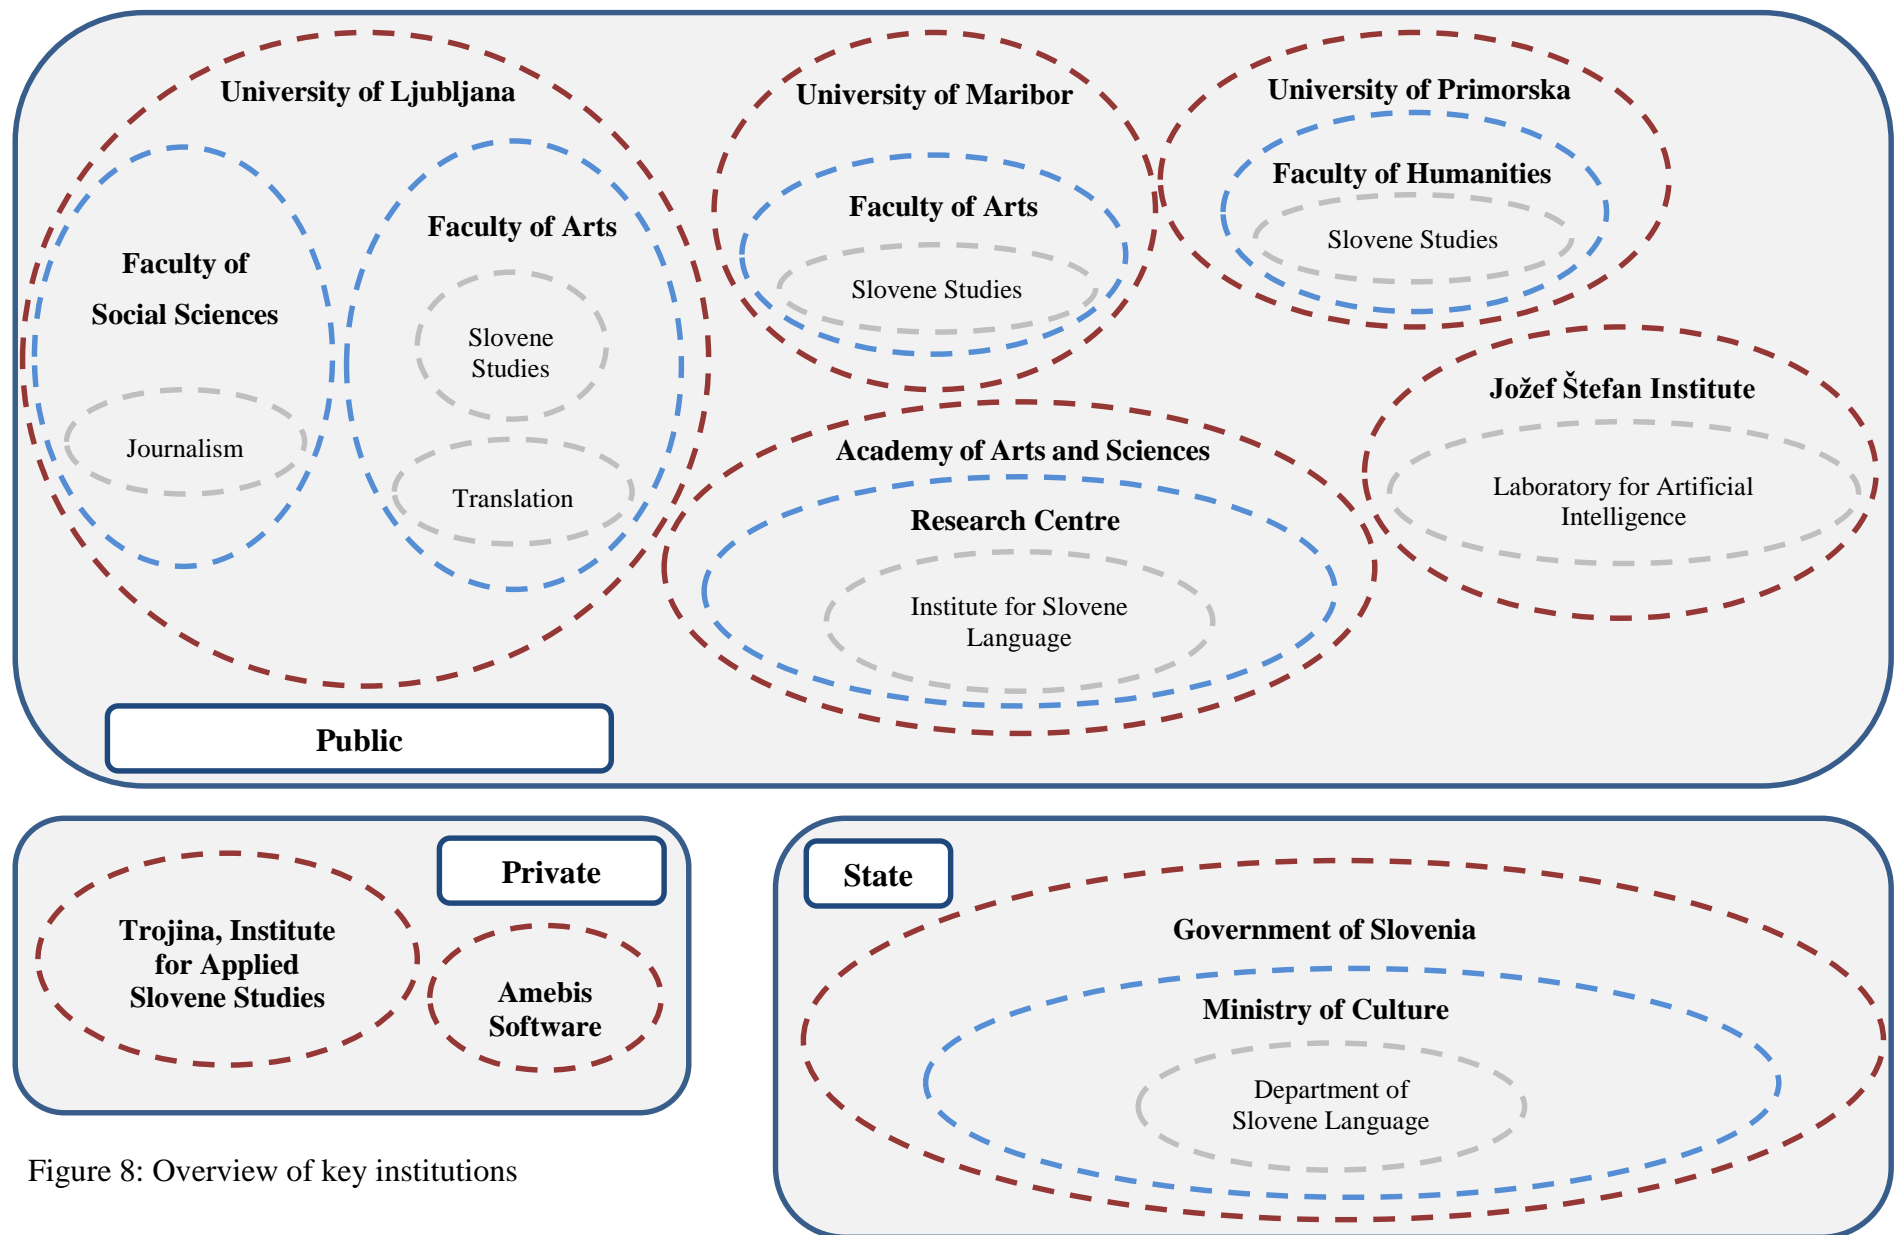 University of Ljubljana
Faculty of
Social Sciences
Journalism
Faculty of Arts
Slovene
Studies
Translation
University of Maribor
Faculty of Arts
Slovene Studies
University of Primorska
Faculty of Humanities
Slovene Studies
Academy of Arts and Sciences
Research Centre
Institute for Slovene
Language
Jožef Štefan Institute
Laboratory for Artificial
Intelligence
Public
Private
Trojina, Institute
for Applied
Slovene Studies
Amebis
Software
State
Government of Slovenia
Ministry of Culture
Department of
Slovene Language
Figure 8: Overview of key institutions